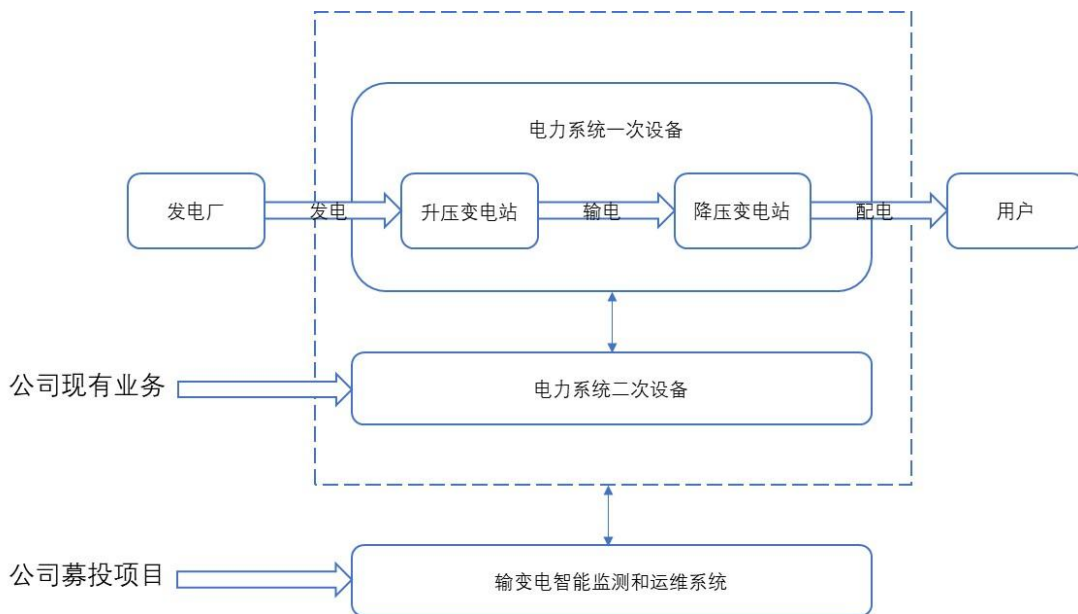 电力系统一次设备
发电厂
发电
升压变电站
输电
降压变电站
配电
用户
公司现有业务
电力系统二次设备
公司募投项目
输变电智能监测和运维系统